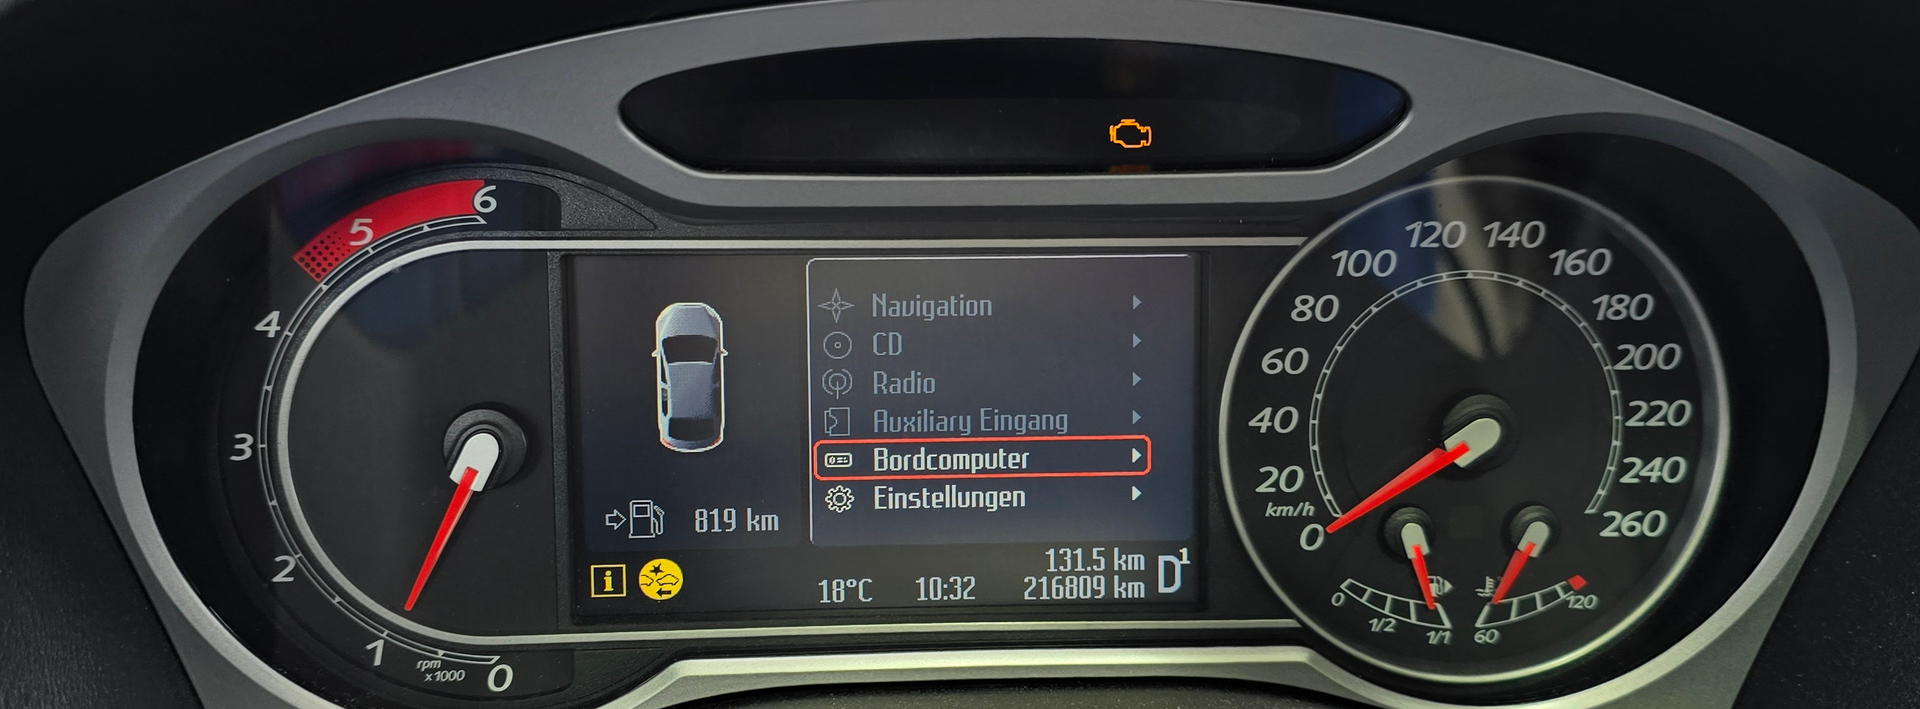 6
5
4
3
2
1
0
rpm
x1000
Navigation
CD
Radio
Auxiliary Eingang
Bordcomputer
Einstellungen
819 km
i
18°C 10:32
131.5 km
216809 km
D1
0
20
40
60
80
100
120
140
160
180
200
220
240
260
km/h
0
1/2
1/1
60
120